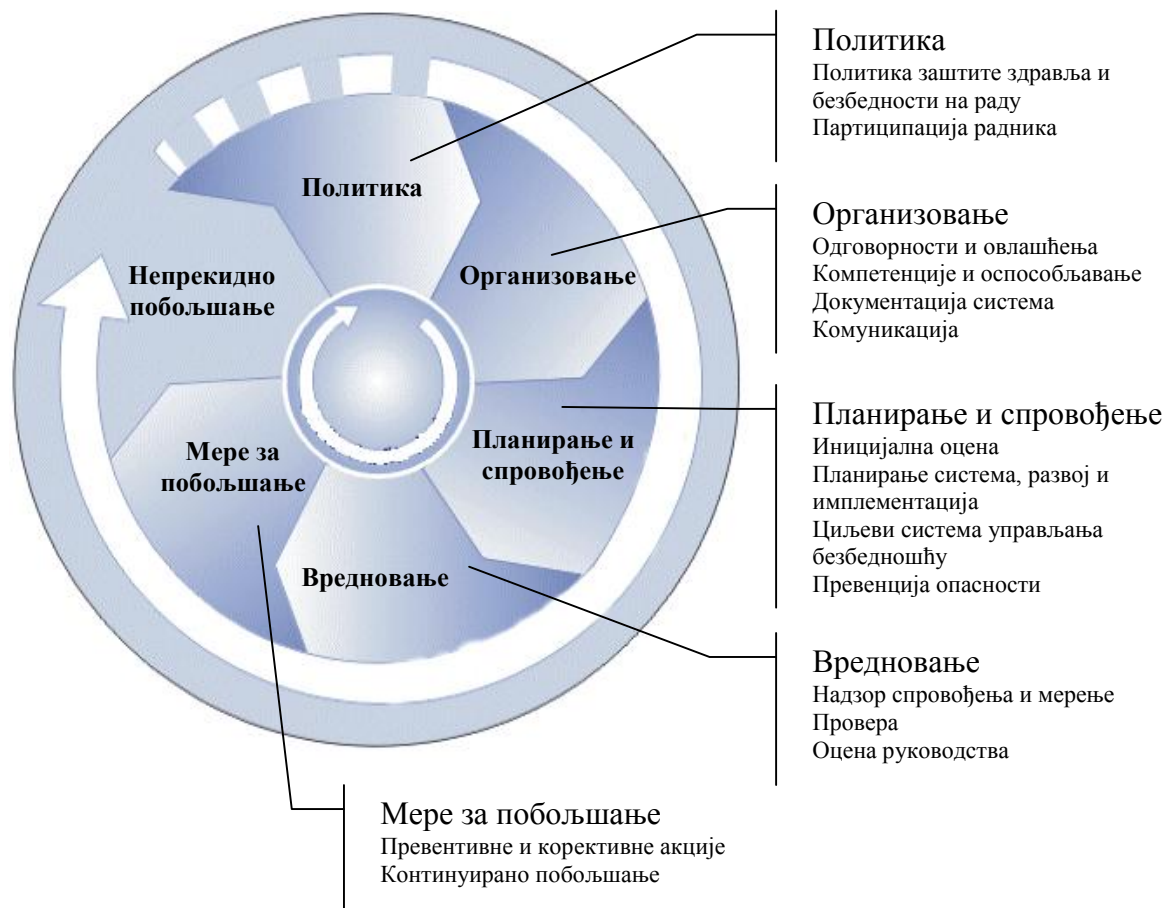 Политика
Политика заштите здравља и
безбедности на раду
Партиципација радника
Организовање
Одговорности и овлашћења
Компетенције и оспособљавање
Документација система
Комуникација
Планирање и спровођење
Иницијална оцена
Планирање система, развој и
имплементација
Циљеви система управљања
безбедношћу
Превенција опасности
Вредновање
Надзор спровођења и мерење
Провера
Оцена руководства
Мере за побољшање
Превентивне и корективне акције
Континуирано побољшање
Политика
Организовање
Планирање и
спровођење
Вредновање
Мере за
побољшање
Непрекидно
побољшање